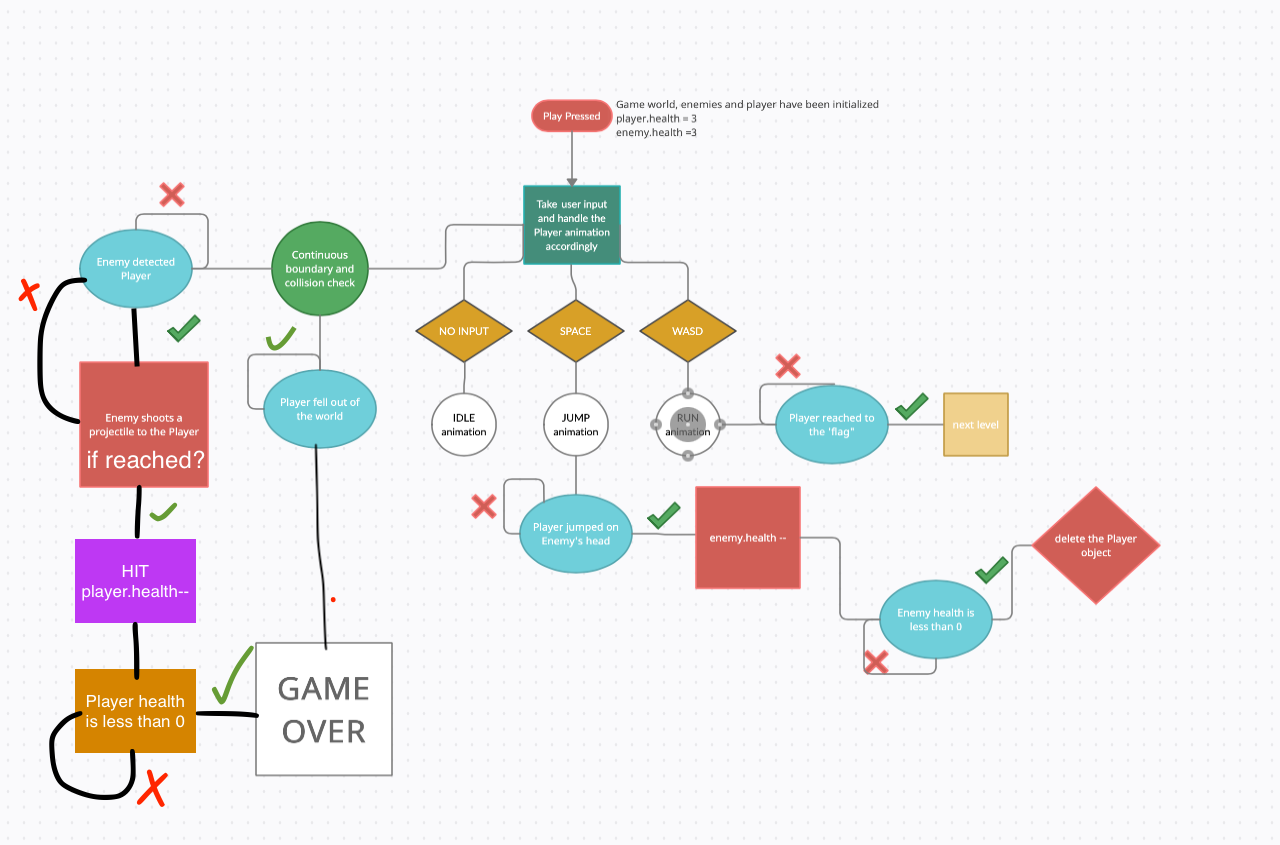 Play Pressed
Game world, enemies and player have been initialized
player.health = 3
enemy.health =3
Take user input
and handle the
Player animation
accordingly
Enemy detected
Player
Continuous
boundary and
collision check
NO INPUT
SPACE
WASD
IDLE
animation
JUMP
animation
RUN
animation
Player reached to
the 'flag"
next level
Enemy shoots a
projectile to the Player
if reached?
Player fell out of
the world
Player jumped on
Enemy's head
enemy.health --
delete the Player
object
Enemy health is
less than 0
HIT
player.health--
Player health
is less than 0
GAME
OVER